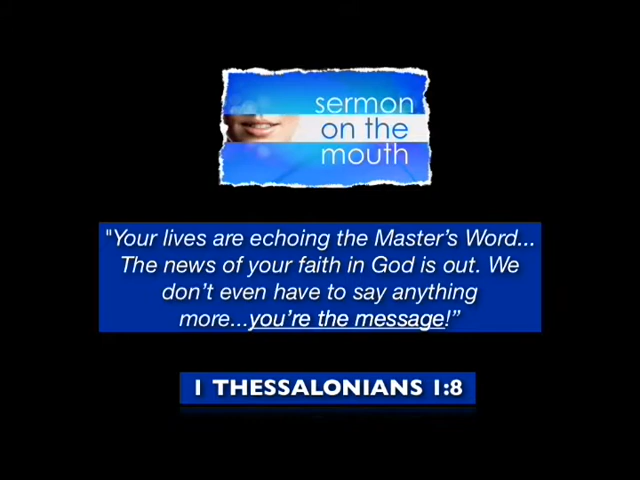 sermon
on the
mouth
"Your lives are echoing the Master’s Word...
The news of your faith in God is out. We
don’t even have to say anything
more...you’re the message!”
1 THESSALONIANS 1:8